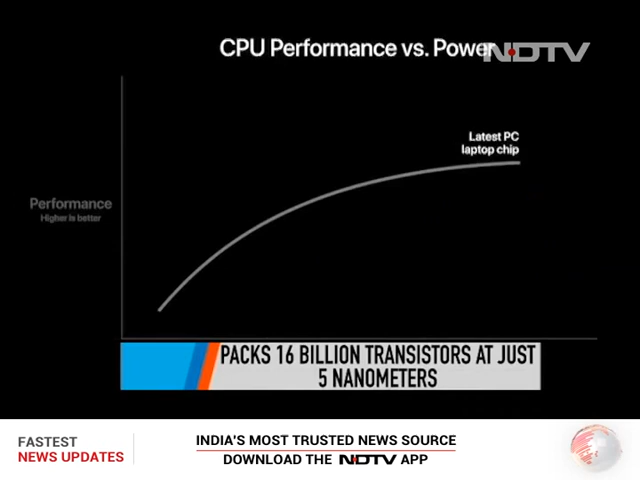 CPU Performance vs. Power
NDTV
Latest PC
laptop chip
Performance
Higher is better
PACKS 16 BILLION TRANSISTORS AT JUST
5 NANOMETERS
FASTEST
NEWS UPDATES
INDIA'S MOST TRUSTED NEWS SOURCE
DOWNLOAD THE NDTV APP